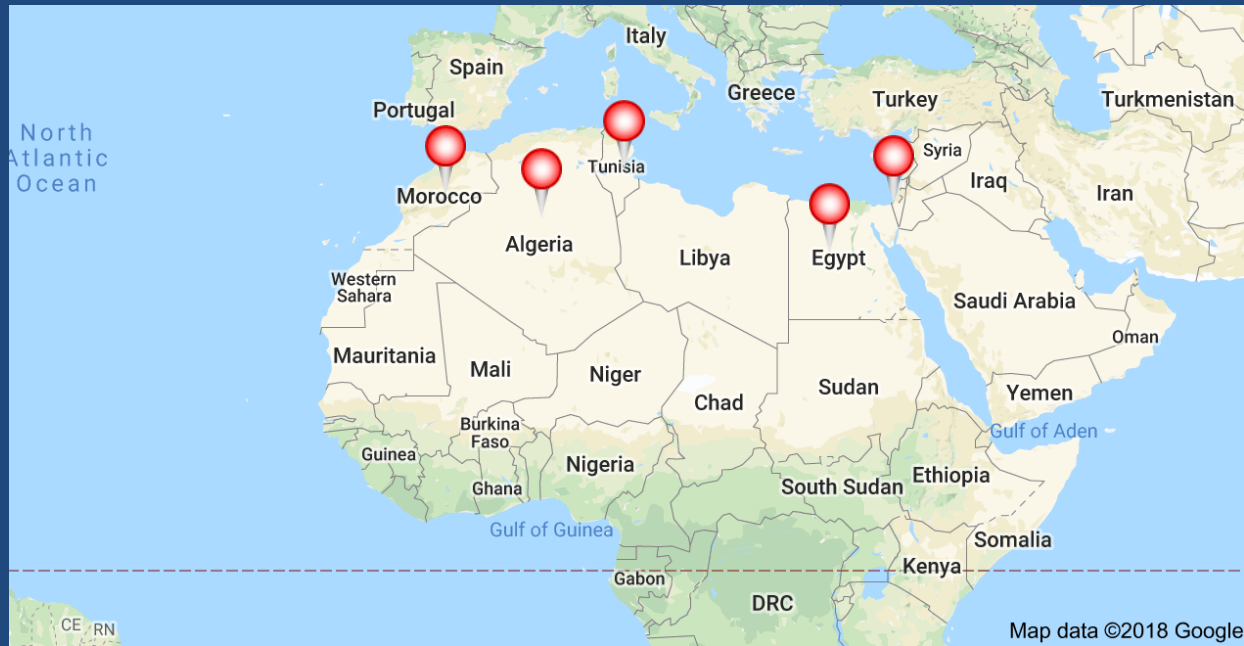 Italy
Spain
Greece
Turkey
Turkmenistan
Portugal
North
Atlantic
Ocean
Syria
Tunisia
Iraq
Iran
Morocco
Algeria
Libya
Egypt
Western
Sahara
Saudi Arabia
Oman
Mauritania
Mali
Niger
Chad
Sudan
Yemen
Burkina
Faso
Gulf of Aden
Guinea
Nigeria
Ethiopia
Ghana
South Sudan
Gulf of Guinea
Somalia
Kenya
Gabon
DRC
CE
RN
Map data ©2018 Google